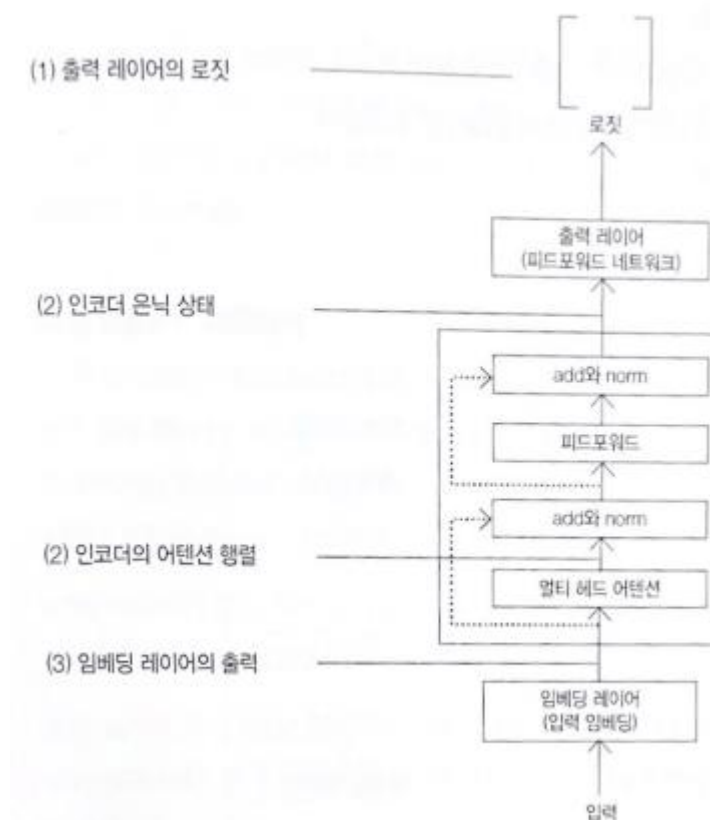 (1) 출력 레이어의 로짓
로짓
출력 레이어
(피드포워드 네트워크)
(2) 인코더 은닉 상태
add와 norm
피드포워드
add와 norm
(2) 인코더의 어텐션 행렬
멀티 헤드 어텐션
(3) 임베딩 레이어의 출력
임베딩 레이어
(입력 임베딩)
입력